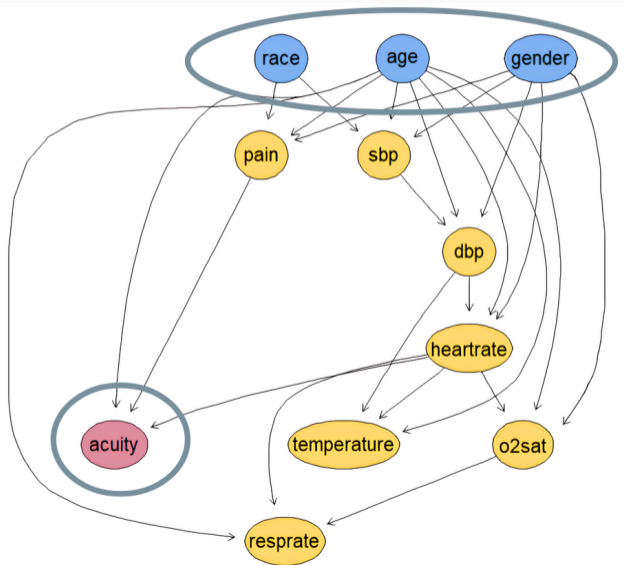 race age gender
pain sbp
dbp
heartrate
acuity temperature o2sat
resprate